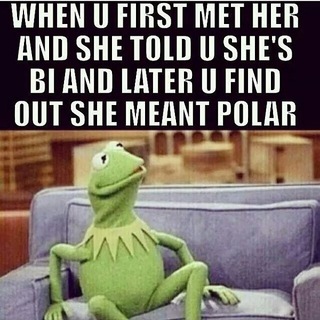 WHEN U FIRST MET HER
AND SHE TOLD U SHE'S
BI AND LATER U FIND
OUT SHE MEANT POLAR